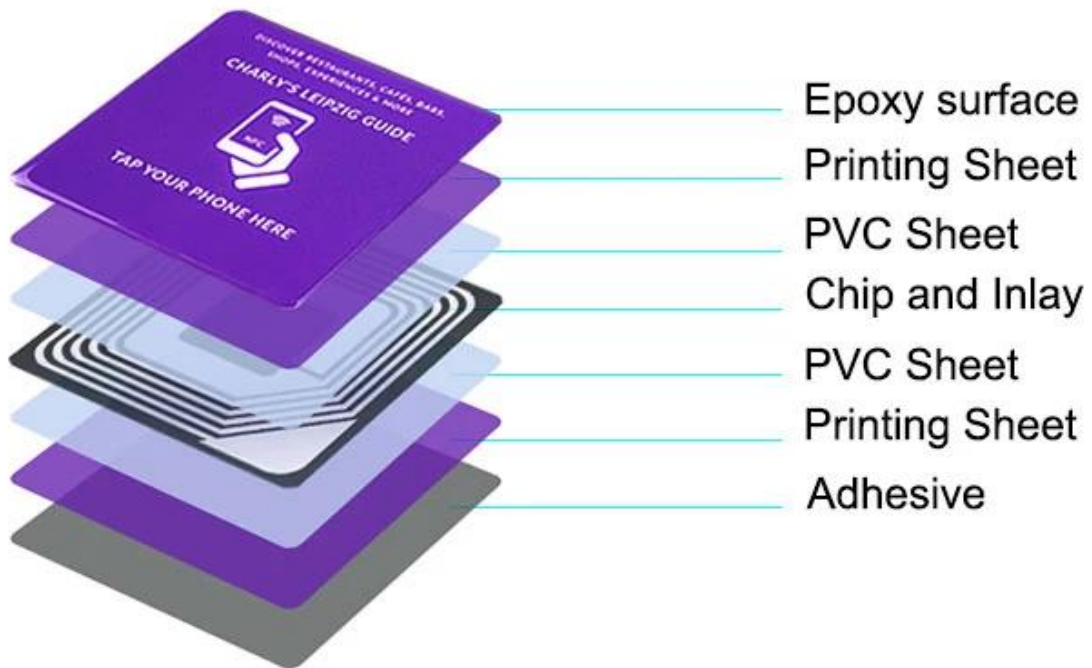 DISCOVER RESTAURANTS, CAFÉS, BARS,
SHOPS, EXPERIENCES & MORE
CHARLY'S LEIPZIG GUIDE
NFC
TAP YOUR PHONE HERE
Epoxy surface
Printing Sheet
PVC Sheet
Chip and Inlay
PVC Sheet
Printing Sheet
Adhesive